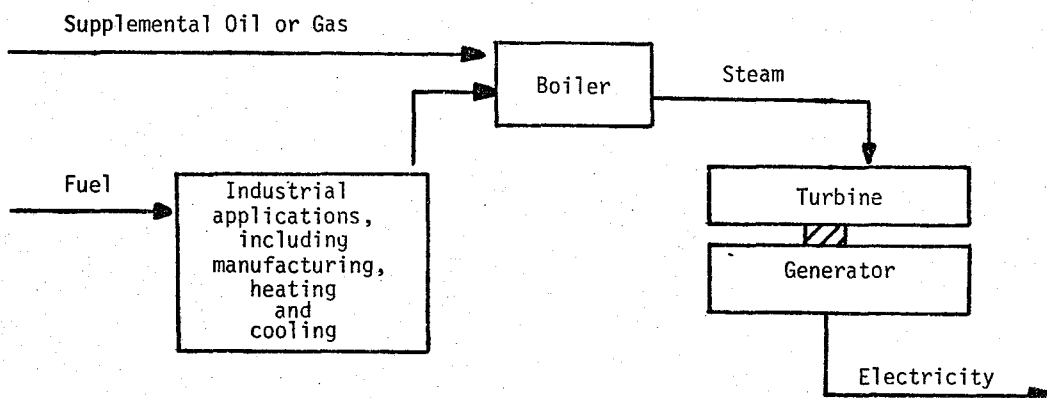 Supplemental Oil or Gas
Boiler
Steam
Fuel
Industrial
applications,
including
manufacturing,
heating
and
cooling
Turbine
Generator
Electricity